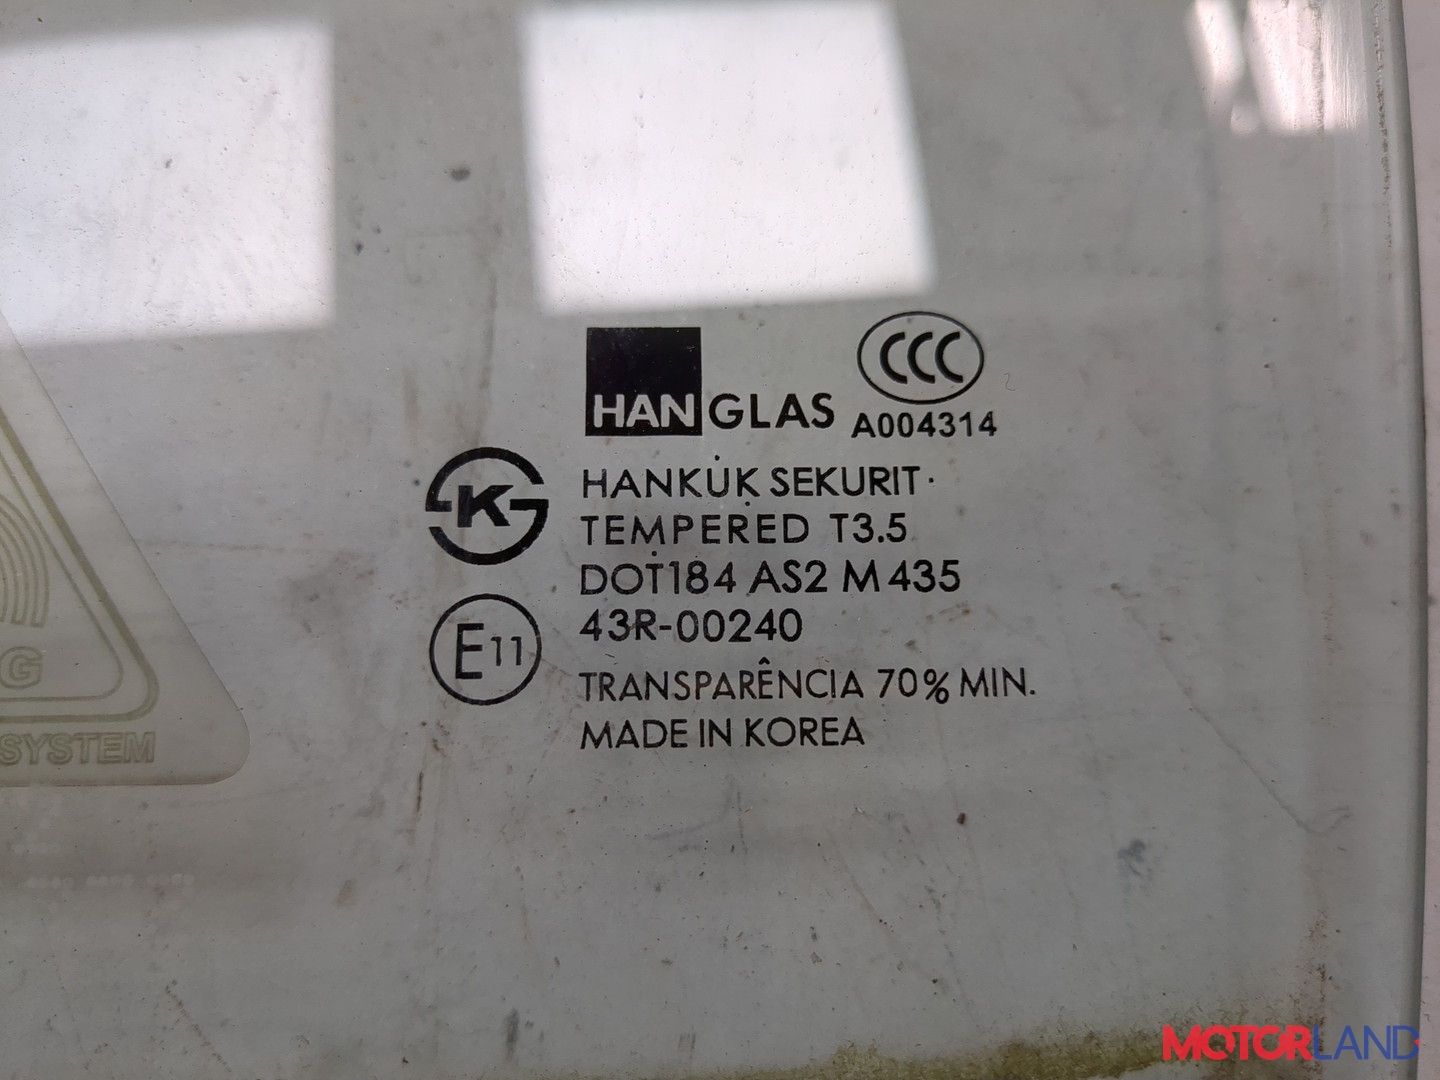 HANGLAS
CCC
A004314
K
HANKUK SEKURIT
TEMPERED T3.5
DOT184 AS2 M435
E11
43R-00240
TRANSPARÊNCIA 70% MIN.
MADE IN KOREA
G
SYSTEM
MOTORLAND